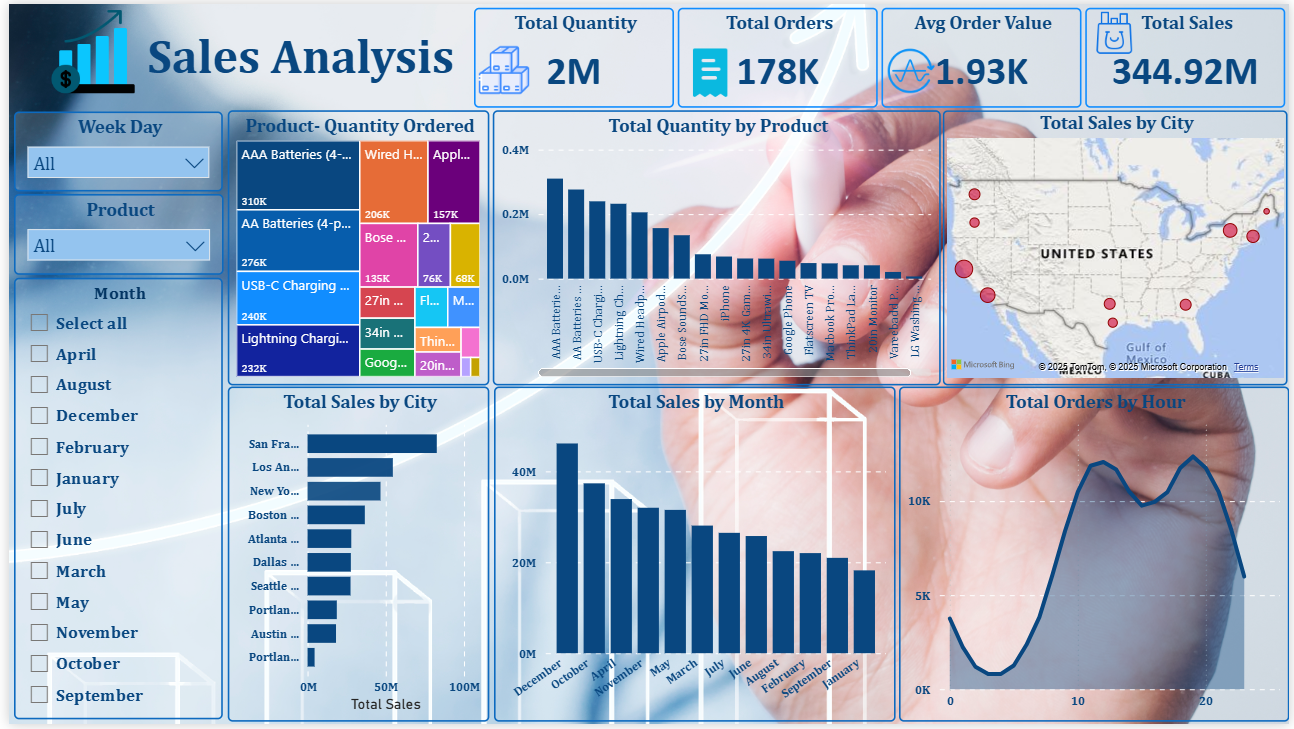 Sales Analysis
$
Total Quantity
2M
Total Orders
178K
Avg Order Value
1.93K
Total Sales
344.92M
Week Day
All
Product
All
Month
Select all
April
August
December
February
January
July
June
March
May
November
October
September
Product- Quantity Ordered
AAA Batteries (4-...
310K
AA Batteries (4-p...
276K
USB-C Charging ...
240K
Lightning Chargi...
232K
Wired H...
206K
Appl...
157K
Bose ...
135K
2...
76K
68K
27in ...
Fl...
M...
34in ...
Thin...
Goog...
20in...
Total Quantity by Product
0.4M
0.2M
0.0M
AAA Batterie...
AA Batteries ...
USB-C Chargi...
Lightning Ch...
Wired Headp...
Apple Airpod...
Bose SoundS...
27in FHD Mo...
iPhone
27in 4K Gam...
34in Ultrawi...
Google Phone
Flatscreen TV
Macbook Pro...
ThinkPad La...
20in Monitor
Vareebadd P...
LG Washing ...
Total Sales by City
UNITED STATES
Gulf of
Mexico
MEXICO
CUBA
Microsoft Bing
© 2025 TomTom, © 2025 Microsoft Corporation Terms
Total Sales by City
San Fra...
Los An...
New Yo...
Boston ...
Atlanta ...
Dallas ...
Seattle ...
Portlan...
Austin ...
Portlan...
0M 50M 100M
Total Sales
Total Sales by Month
40M
20M
0M
December
October
April
November
May
March
July
June
August
February
September
January
Total Orders by Hour
10K
5K
0K
0 10 20